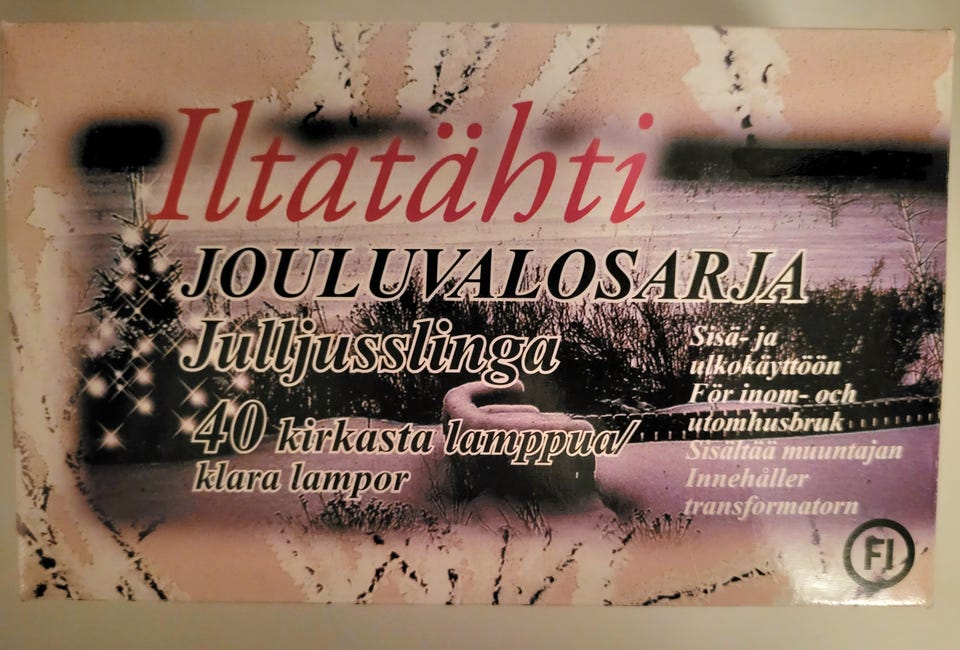 Iltatähti
JOULUVALOSARJA
Julljusslinga
40 kirkasta lamppua/
klara lampor
Sisä- ja
ulkokäyttöön
För inom- och
utomhusbruk
Sisältää muuntajan
Innehåller
transformatorn
FI